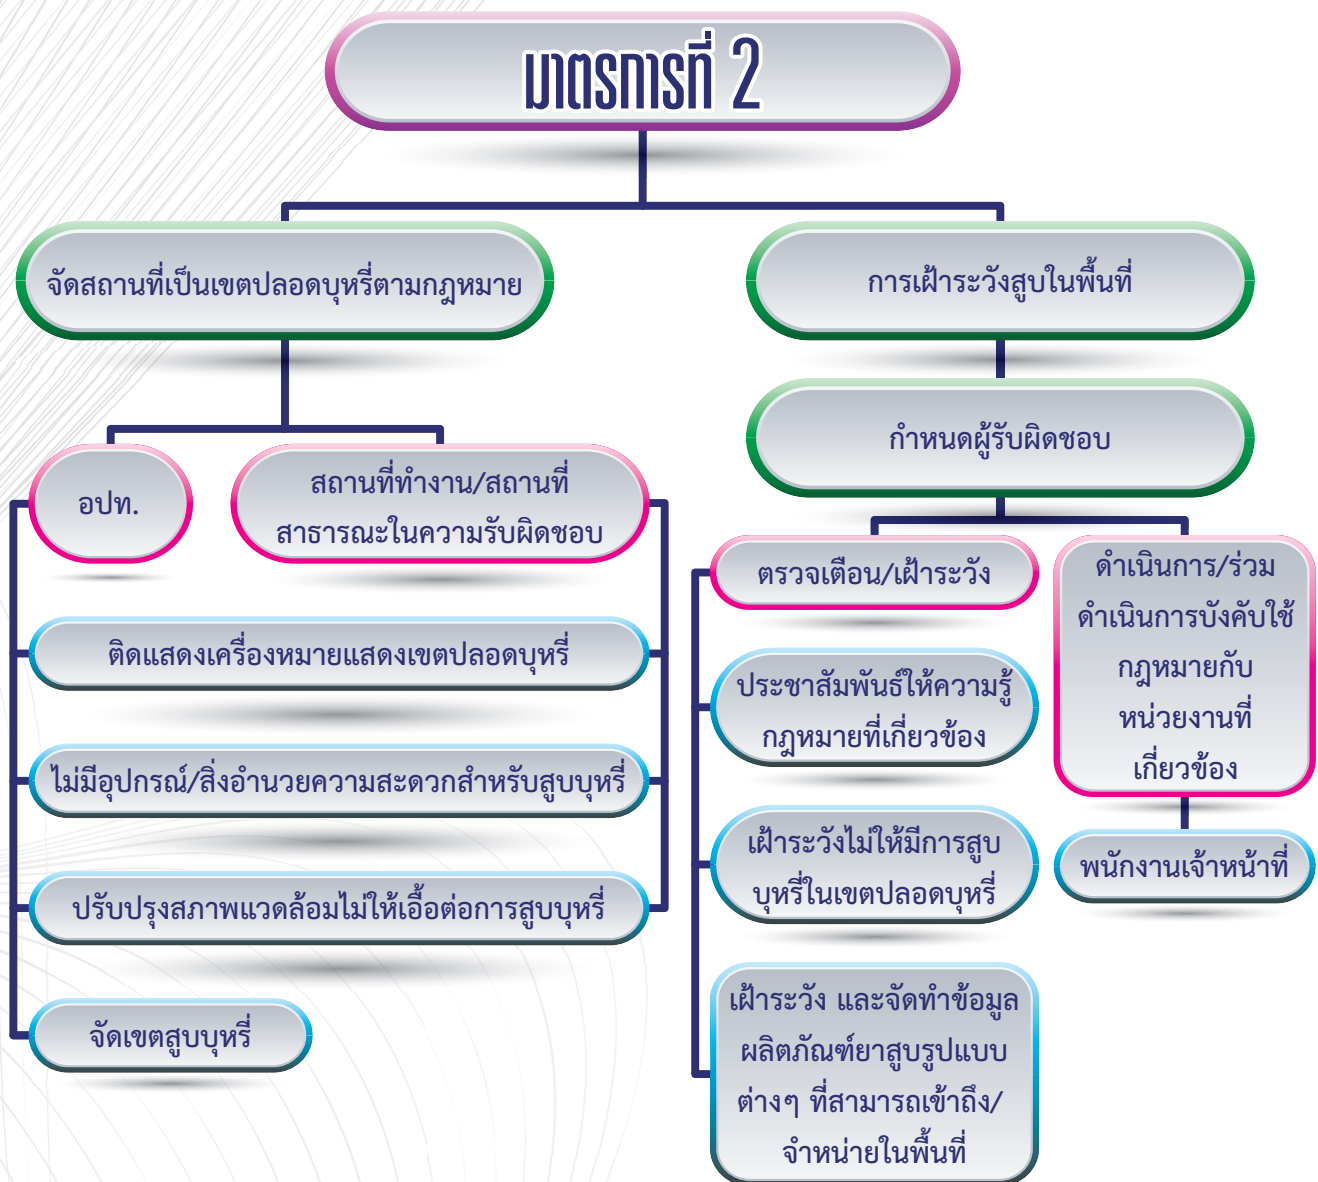 มาตรการที่ 2
จัดสถานที่เป็นเขตปลอดบุหรี่ตามกฎหมาย
อปท.
สถานที่ทำงาน/สถานที่
สาธารณะในความรับผิดชอบ
ติดแสดงเครื่องหมายแสดงเขตปลอดบุหรี่
ไม่มีอุปกรณ์/สิ่งอำนวยความสะดวกสำหรับสูบบุหรี่
ปรับปรุงสภาพแวดล้อมไม่ให้เอื้อต่อการสูบบุหรี่
จัดเขตสูบบุหรี่
การเฝ้าระวังสูบในพื้นที่
กำหนดผู้รับผิดชอบ
ตรวจเตือน/เฝ้าระวัง
ประชาสัมพันธ์ให้ความรู้
กฎหมายที่เกี่ยวข้อง
เฝ้าระวังไม่ให้มีการสูบ
บุหรี่ในเขตปลอดบุหรี่
เฝ้าระวัง และจัดทำข้อมูล
ผลิตภัณฑ์ยาสูบรูปแบบ
ต่างๆ ที่สามารถเข้าถึง/
จำหน่ายในพื้นที่
ดำเนินการ/ร่วม
ดำเนินการบังคับใช้
กฎหมายกับ
หน่วยงานที่
เกี่ยวข้อง
พนักงานเจ้าหน้าที่